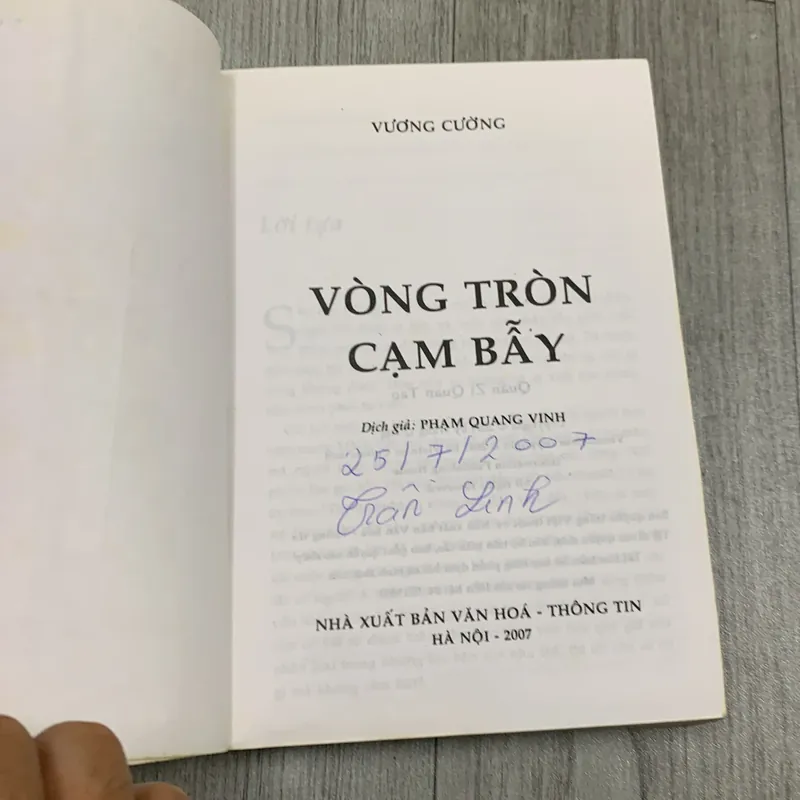 VƯƠNG CƯỜNG
VÒNG TRÒN
CẠM BẪY
Dịch giả: PHẠM QUANG VINH
25/7/2007
Trần Linh
NHÀ XUẤT BẢN VĂN HOÁ - THÔNG TIN
HÀ NỘI - 2007